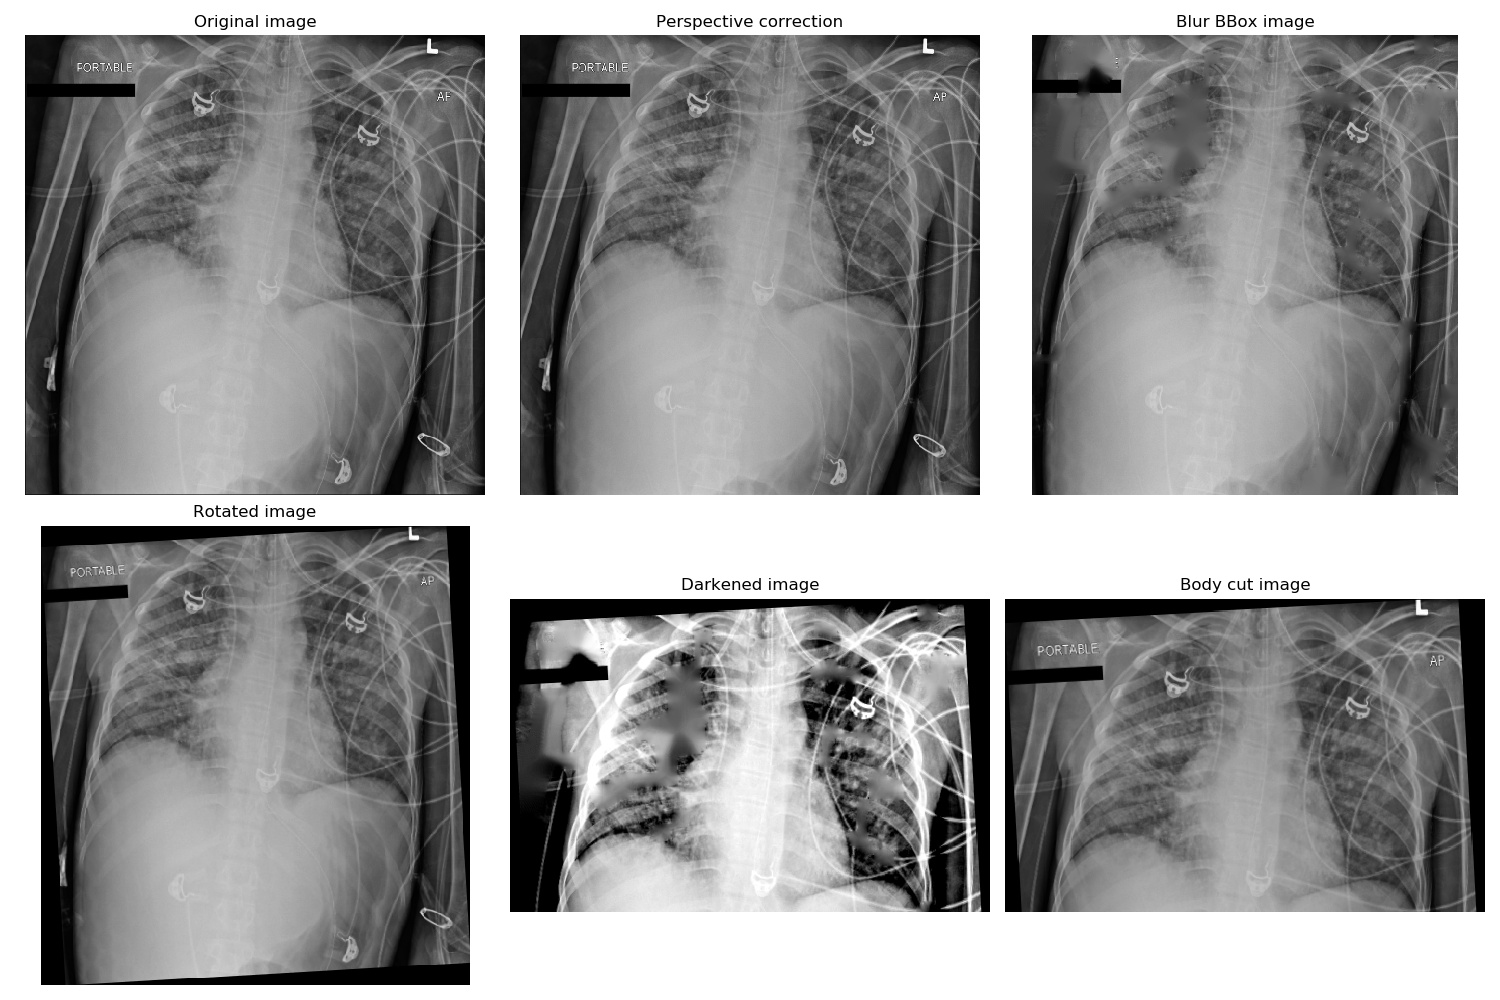 Original image
Perspective correction
Blur BBox image
L
PORTABLE
AP
L
PORTABLE
AP
Rotated image
L
PORTABLE
AP
Darkened image
Body cut image
L
PORTABLE
AP